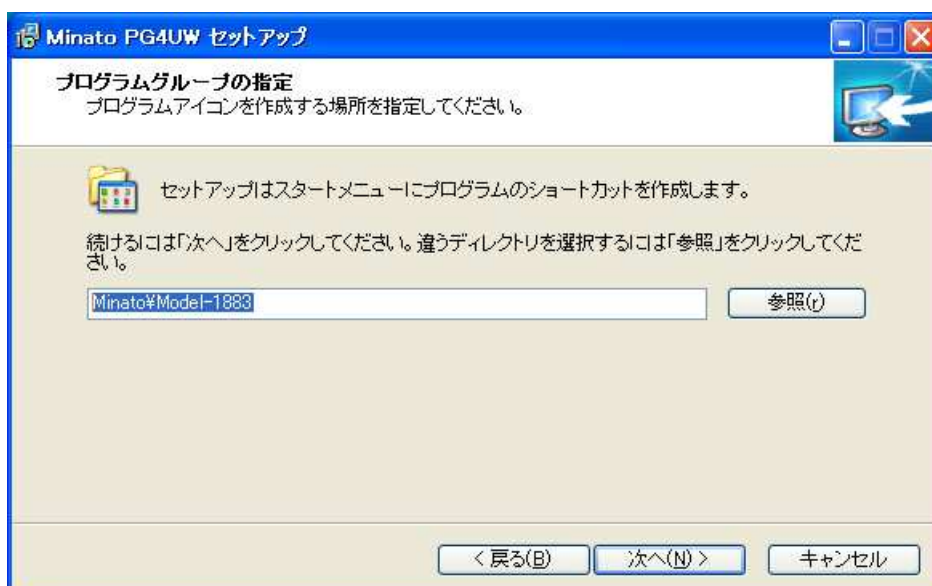 Minato PG4UW セットアップ
プログラムグループの指定
プログラムアイコンを作成する場所を指定してください。
セットアップはスタートメニューにプログラムのショートカットを作成します。
続けるには「次へ」をクリックしてください。違うディレクトリを選択するには「参照」をクリックしてくだ
さい。
Minato¥Model-1883
参照(r)
< 戻る(B)
次へ(N) >
キャンセル